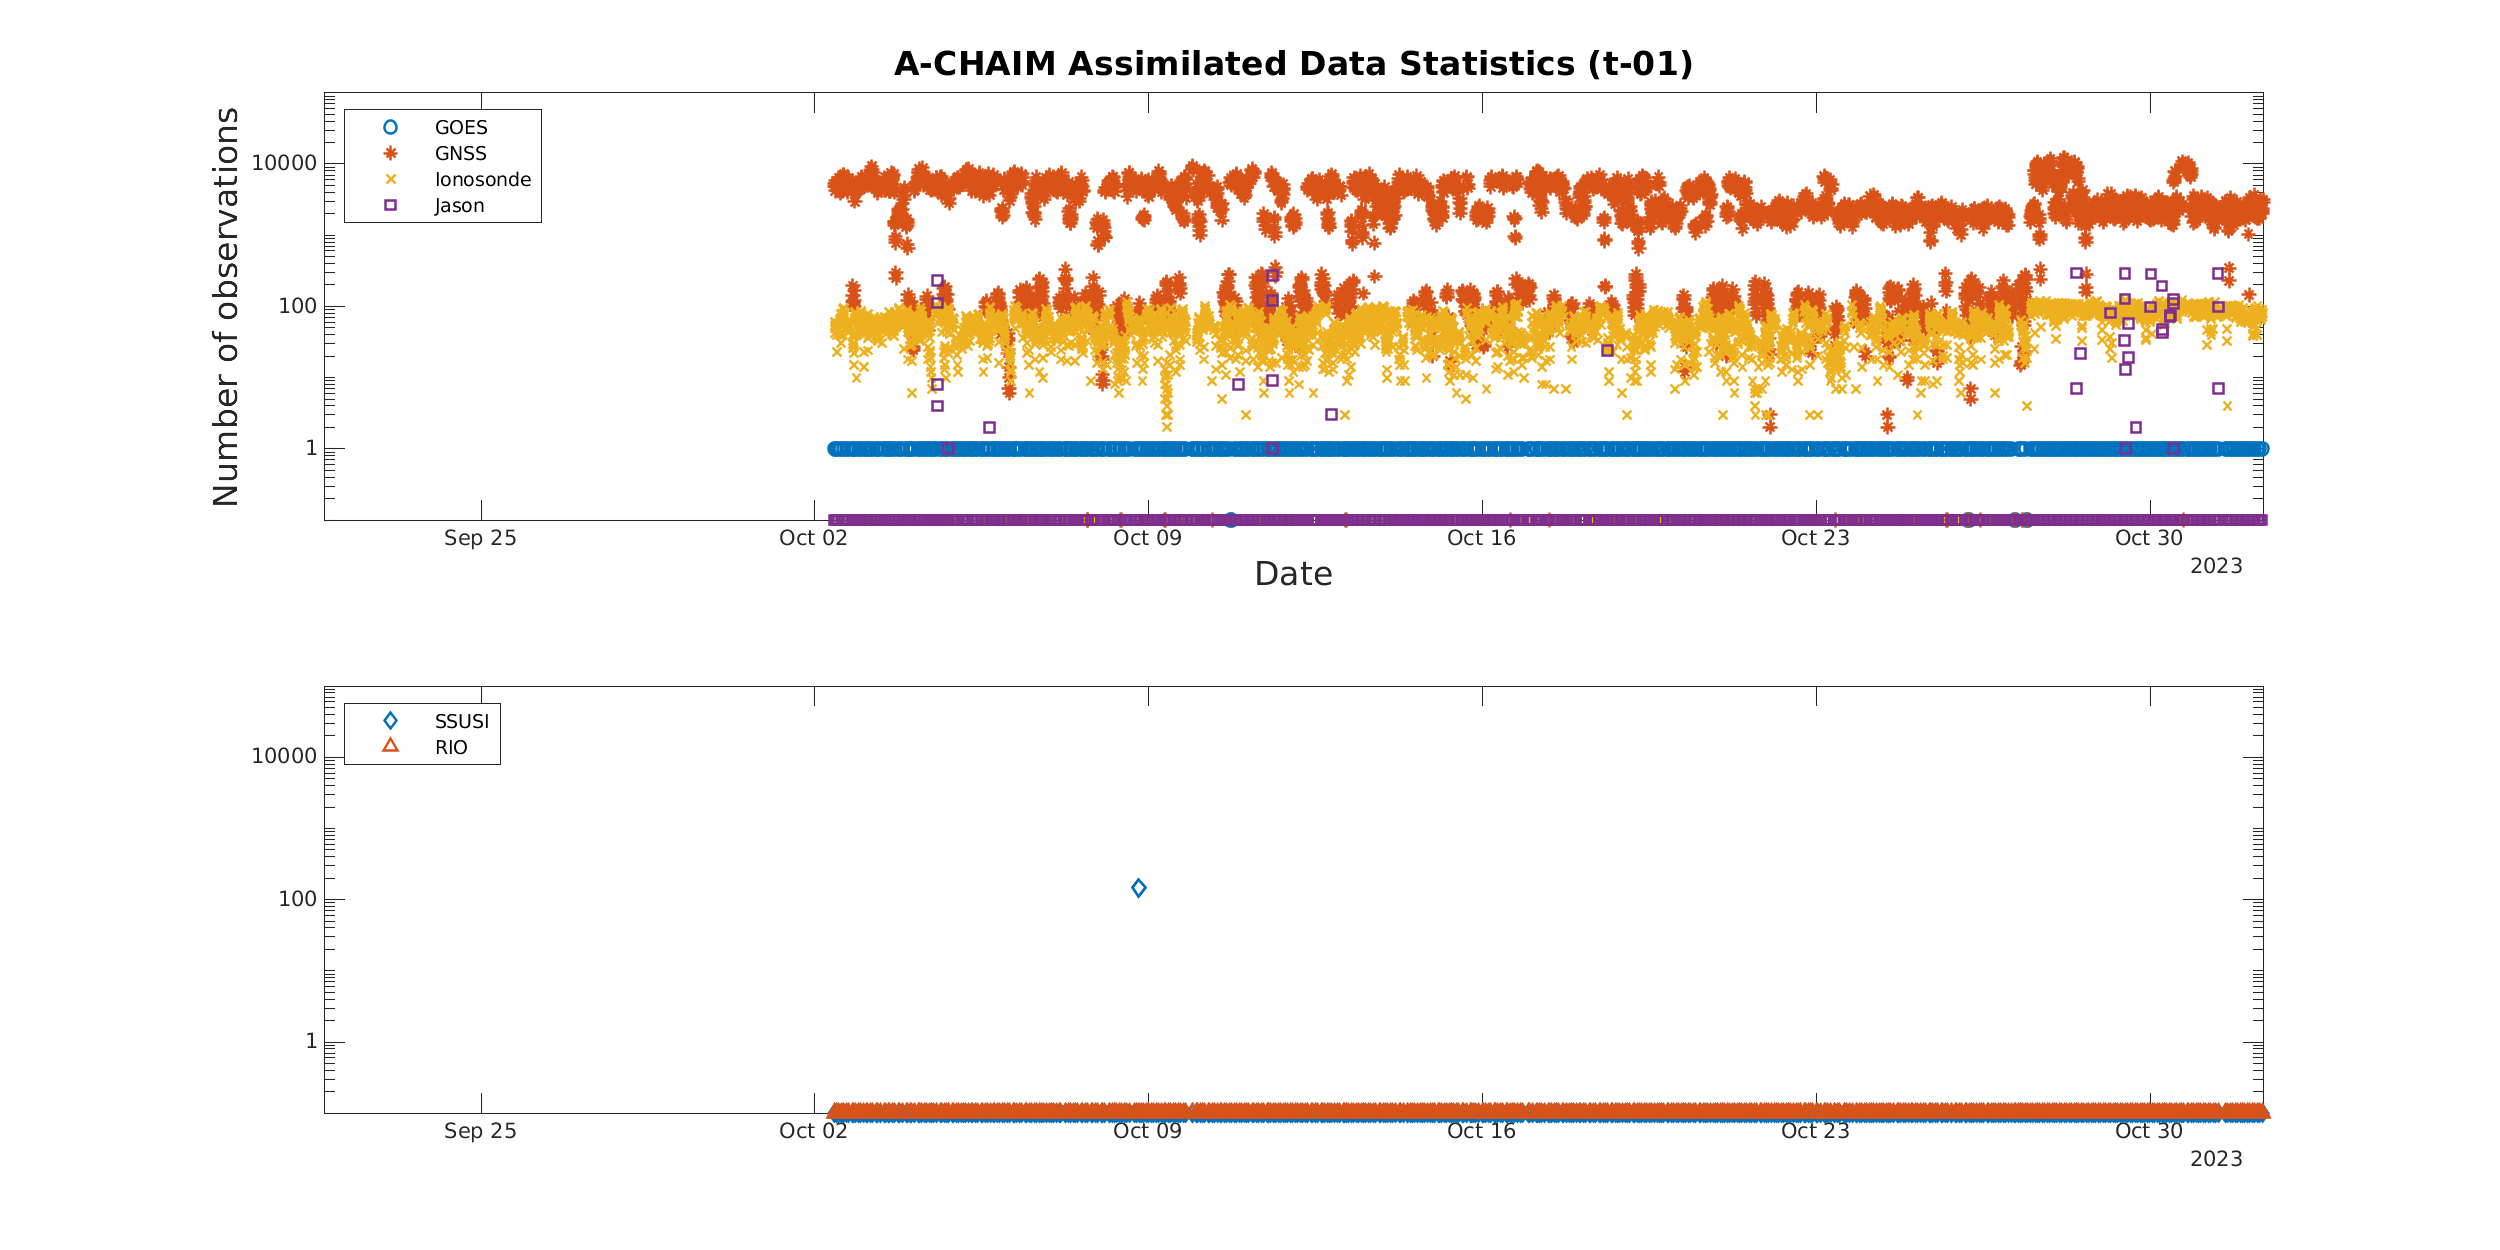 A-CHAIM Assimilated Data Statistics (t-01)
Number of observations
GOES
GNSS
Ionosonde
Jason
10000
100
1
Sep 25
Oct 02
Oct 09
Oct 16
Oct 23
Oct 30
2023
Date
SSUSI
RIO
10000
100
1
Sep 25
Oct 02
Oct 09
Oct 16
Oct 23
Oct 30
2023